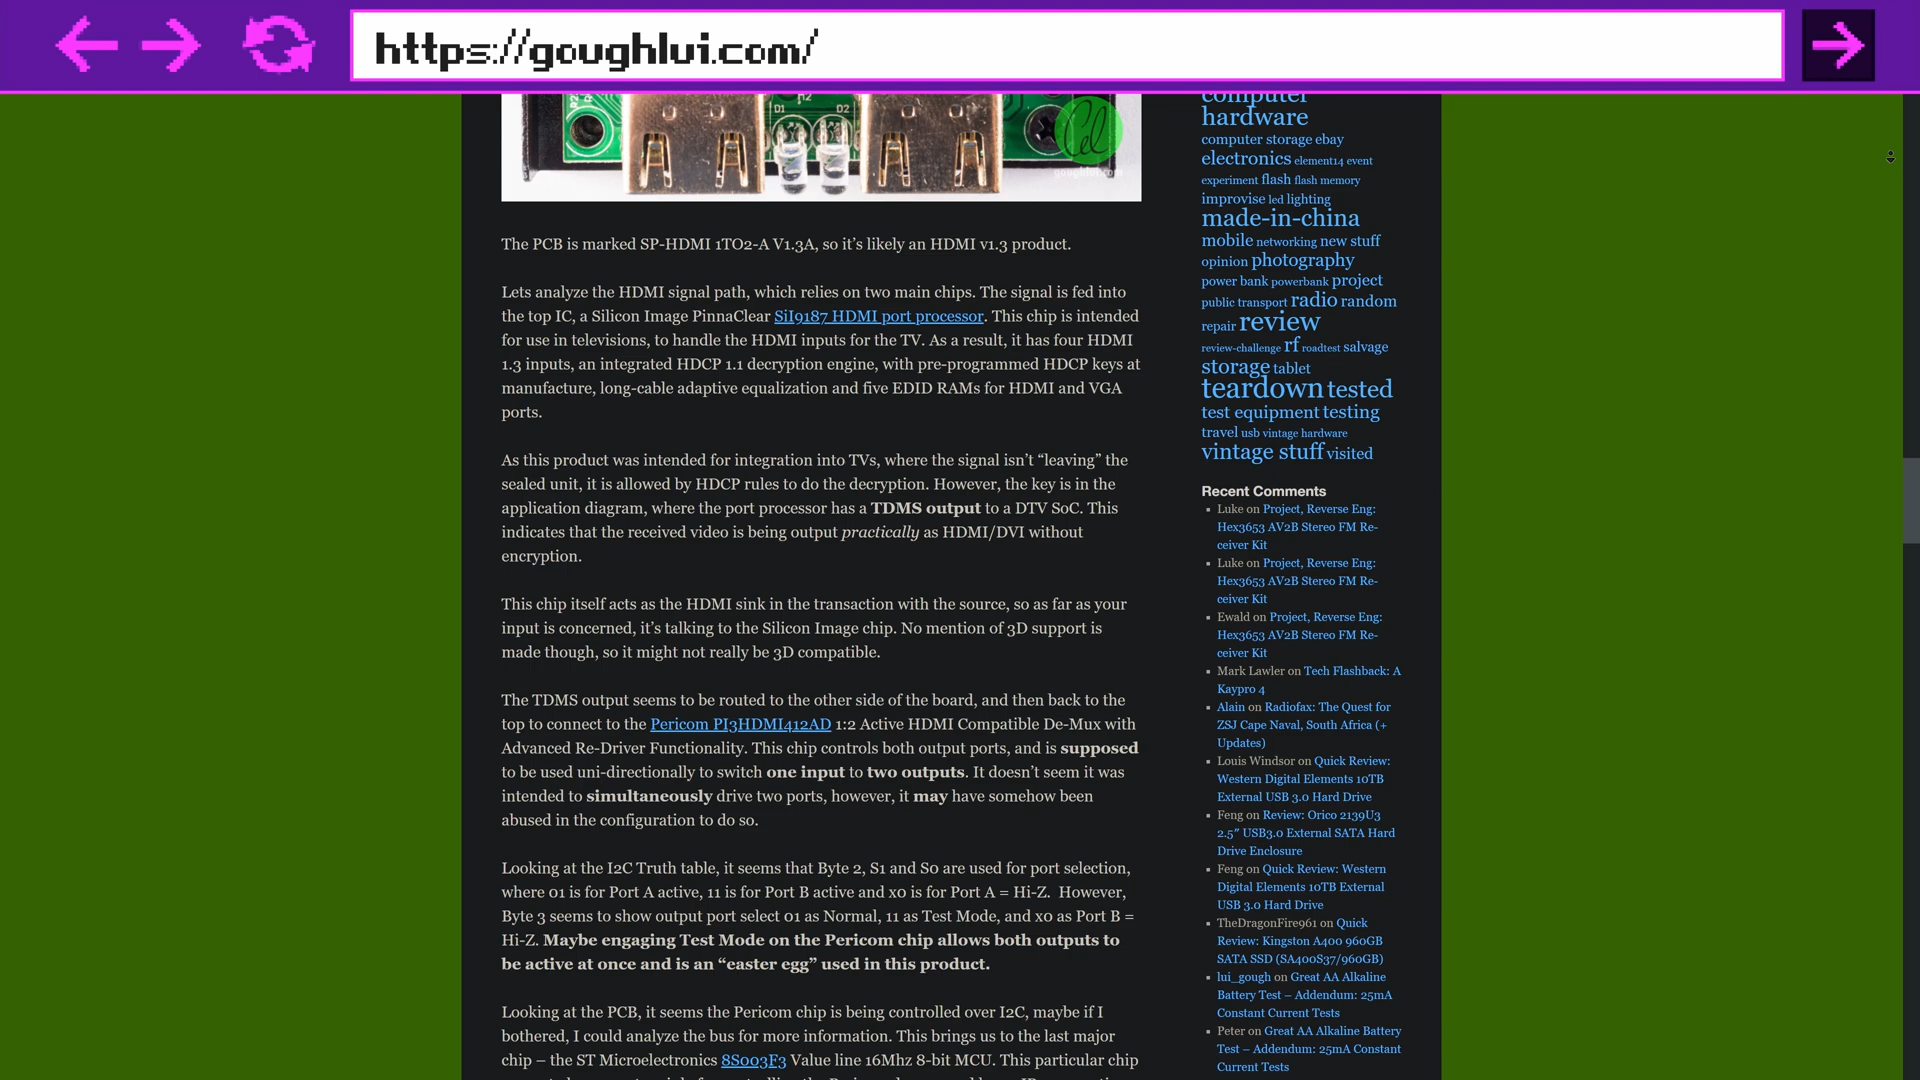 https://goughlui.com/
R2
D1
D2
goughlui.com
The PCB is marked SP-HDMI 1TO2-A V1.3A, so it’s likely an HDMI v1.3 product.
Lets analyze the HDMI signal path, which relies on two main chips. The signal is fed into
the top IC, a Silicon Image PinnaClear SiI9187 HDMI port processor. This chip is intended
for use in televisions, to handle the HDMI inputs for the TV. As a result, it has four HDMI
1.3 inputs, an integrated HDCP 1.1 decryption engine, with pre-programmed HDCP keys at
manufacture, long-cable adaptive equalization and five EDID RAMs for HDMI and VGA
ports.
As this product was intended for integration into TVs, where the signal isn’t “leaving” the
sealed unit, it is allowed by HDCP rules to do the decryption. However, the key is in the
application diagram, where the port processor has a TDMS output to a DTV SoC. This
indicates that the received video is being output practically as HDMI/DVI without
encryption.
This chip itself acts as the HDMI sink in the transaction with the source, so as far as your
input is concerned, it’s talking to the Silicon Image chip. No mention of 3D support is
made though, so it might not really be 3D compatible.
The TDMS output seems to be routed to the other side of the board, and then back to the
top to connect to the Pericom PI3HDMI412AD 1:2 Active HDMI Compatible De-Mux with
Advanced Re-Driver Functionality. This chip controls both output ports, and is supposed
to be used uni-directionally to switch one input to two outputs. It doesn’t seem it was
intended to simultaneously drive two ports, however, it may have somehow been
abused in the configuration to do so.
Looking at the I2C Truth table, it seems that Byte 2, S1 and S0 are used for port selection,
where 01 is for Port A active, 11 is for Port B active and x0 is for Port A = Hi-Z.  However,
Byte 3 seems to show output port select 01 as Normal, 11 as Test Mode, and x0 as Port B =
Hi-Z. Maybe engaging Test Mode on the Pericom chip allows both outputs to
be active at once and is an “easter egg” used in this product.
Looking at the PCB, it seems the Pericom chip is being controlled over I2C, maybe if I
bothered, I could analyze the bus for more information. This brings us to the last major
chip – the ST Microelectronics 8S003F3 Value line 16Mhz 8-bit MCU. This particular chip
computer
hardware
computer storage ebay
electronics element14 event
experiment flash flash memory
improvise led lighting
made-in-china
mobile networking new stuff
opinion photography
power bank powerbank project
public transport radio random
repair review
review-challenge rf roadtest salvage
storage tablet
teardown tested
test equipment testing
travel usb vintage hardware
vintage stuff visited
Recent Comments
Luke on Project, Reverse Eng:
Hex3653 AV2B Stereo FM Re-
ceiver Kit
Luke on Project, Reverse Eng:
Hex3653 AV2B Stereo FM Re-
ceiver Kit
Ewald on Project, Reverse Eng:
Hex3653 AV2B Stereo FM Re-
ceiver Kit
Mark Lawler on Tech Flashback: A
Kaypro 4
Alain on Radiofax: The Quest for
ZSJ Cape Naval, South Africa (+
Updates)
Louis Windsor on Quick Review:
Western Digital Elements 10TB
External USB 3.0 Hard Drive
Feng on Review: Orico 2139U3
2.5″ USB3.0 External SATA Hard
Drive Enclosure
Feng on Quick Review: Western
Digital Elements 10TB External
USB 3.0 Hard Drive
TheDragonFire961 on Quick
Review: Kingston A400 960GB
SATA SSD (SA400S37/960GB)
lui_gough on Great AA Alkaline
Battery Test – Addendum: 25mA
Constant Current Tests
Peter on Great AA Alkaline Battery
Test – Addendum: 25mA Constant
Current Tests